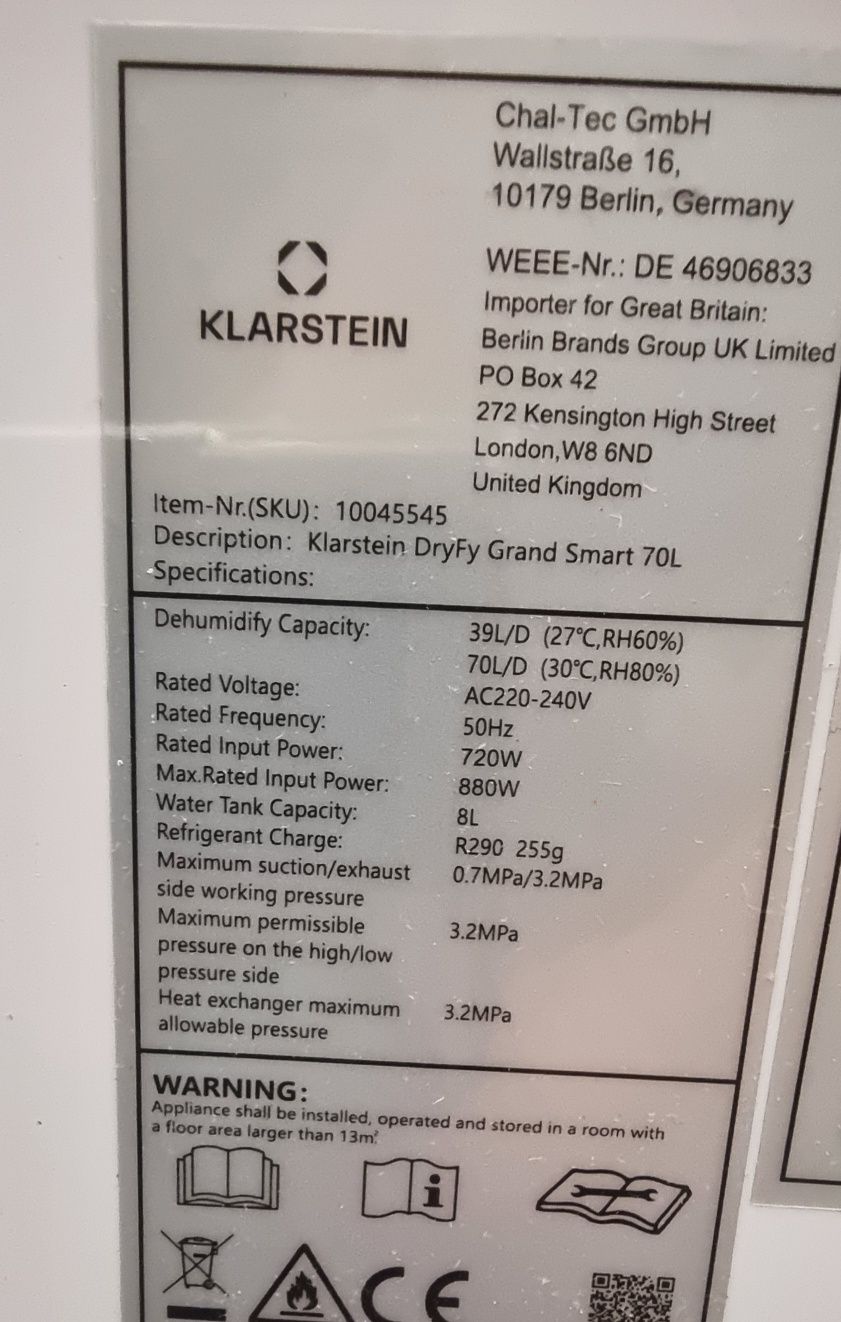 Chal-Tec GmbH
Wallstraße 16,
10179 Berlin, Germany
KLARSTEIN
WEEE-Nr.: DE 46906833
Importer for Great Britain:
Berlin Brands Group UK Limited
PO Box 42
272 Kensington High Street
London,W8 6ND
United Kingdom
Item-Nr.(SKU): 10045545
Description: Klarstein DryFy Grand Smart 70L
Specifications:
Dehumidify Capacity: 39L/D (27℃,RH60%)
70L/D (30℃,RH80%)
Rated Voltage: AC220-240V
Rated Frequency: 50Hz
Rated Input Power: 720W
Max.Rated Input Power: 880W
Water Tank Capacity: 8L
Refrigerant Charge: R290 255g
Maximum suction/exhaust 0.7MPa/3.2MPa
side working pressure
Maximum permissible 3.2MPa
pressure on the high/low
pressure side
Heat exchanger maximum 3.2MPa
allowable pressure
WARNING:
Appliance shall be installed, operated and stored in a room with
a floor area larger than 13m².
CE